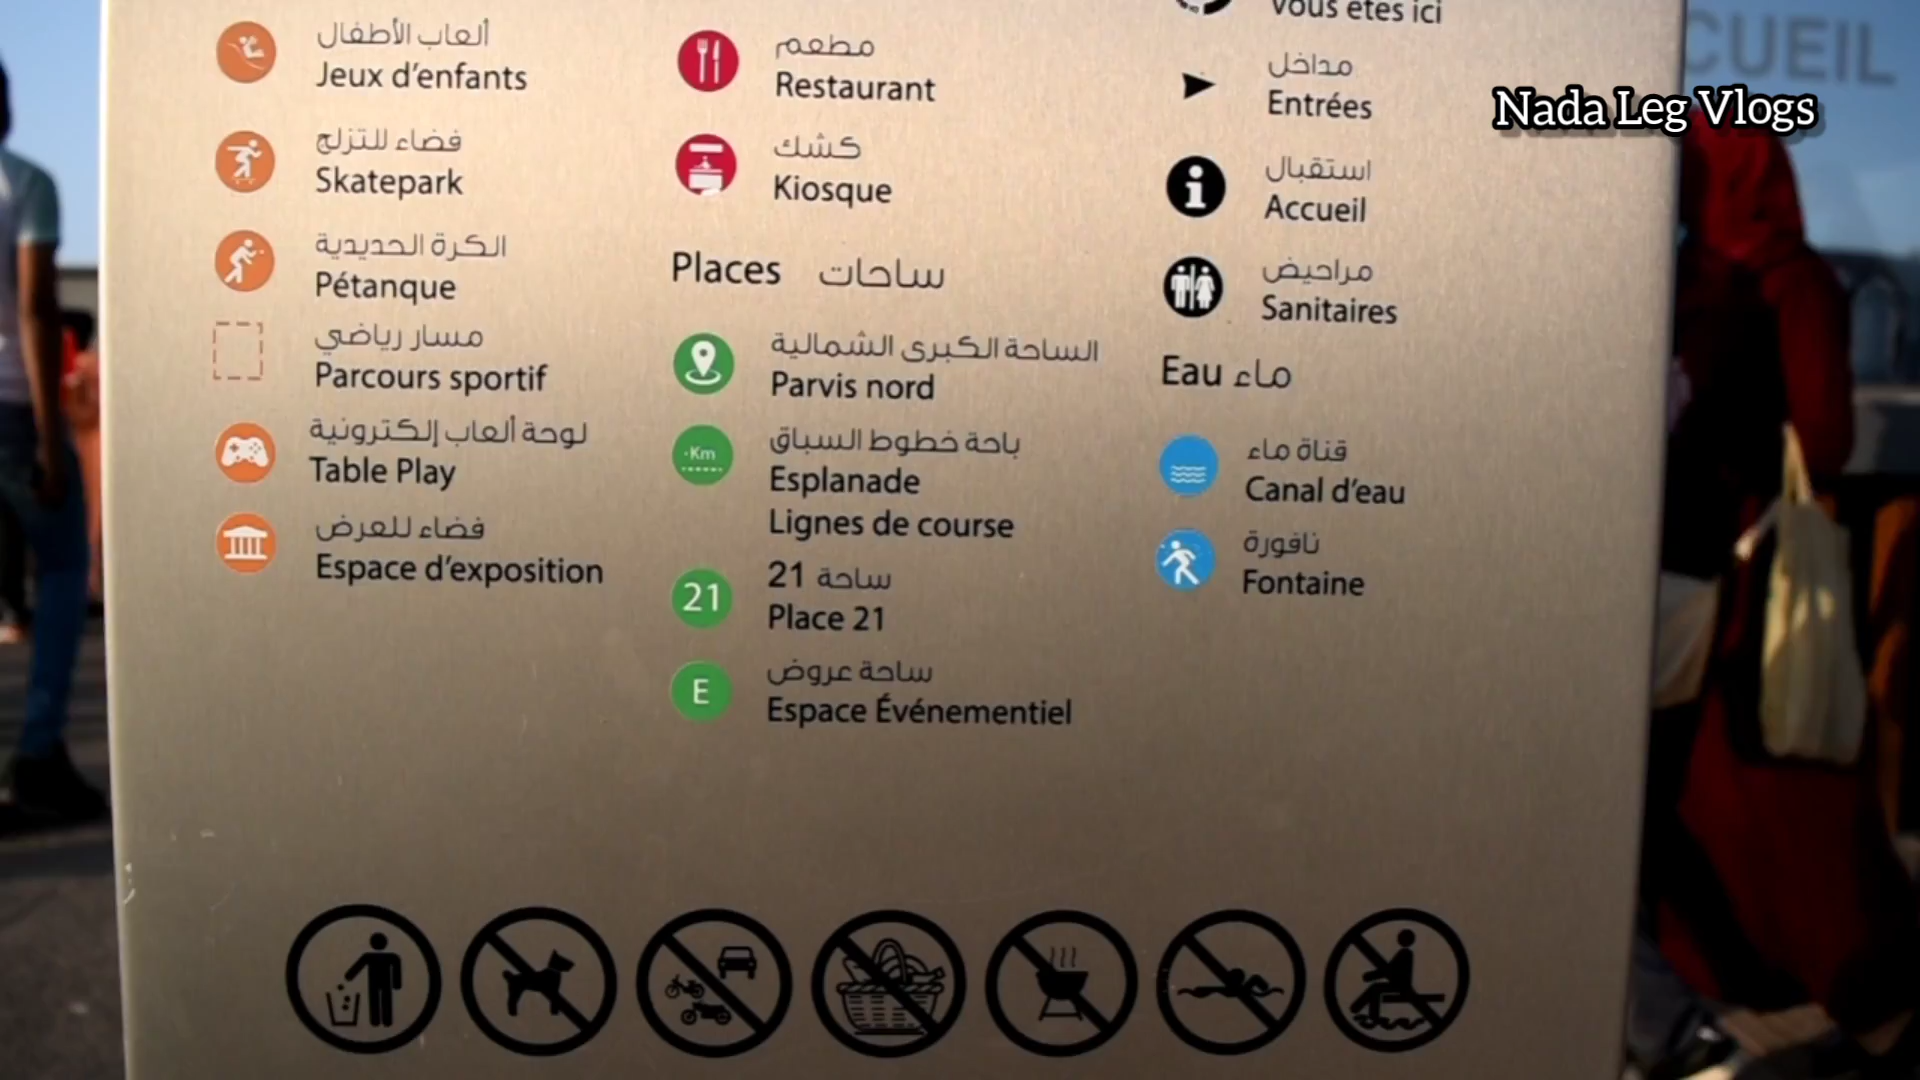 ألعاب الأطفال
Jeux d'enfants
فضاء للتزلج
Skatepark
الكرة الحديدية
Pétanque
مسار رياضي
Parcours sportif
لوحة ألعاب إلكترونية
Table Play
فضاء للعرض
Espace d'exposition
مطعم
Restaurant
كشك
Kiosque
Places ساحات
الساحة الكبرى الشمالية
Parvis nord
Km
باحة خطوط السباق
Esplanade
Lignes de course
21
ساحة 21
Place 21
E
ساحة عروض
Espace Événementiel
Vous êtes ici
مداخل
Entrées
استقبال
Accueil
مراحيض
Sanitaires
Eau ماء
قناة ماء
Canal d'eau
نافورة
Fontaine
CUEIL
Nada Leg Vlogs